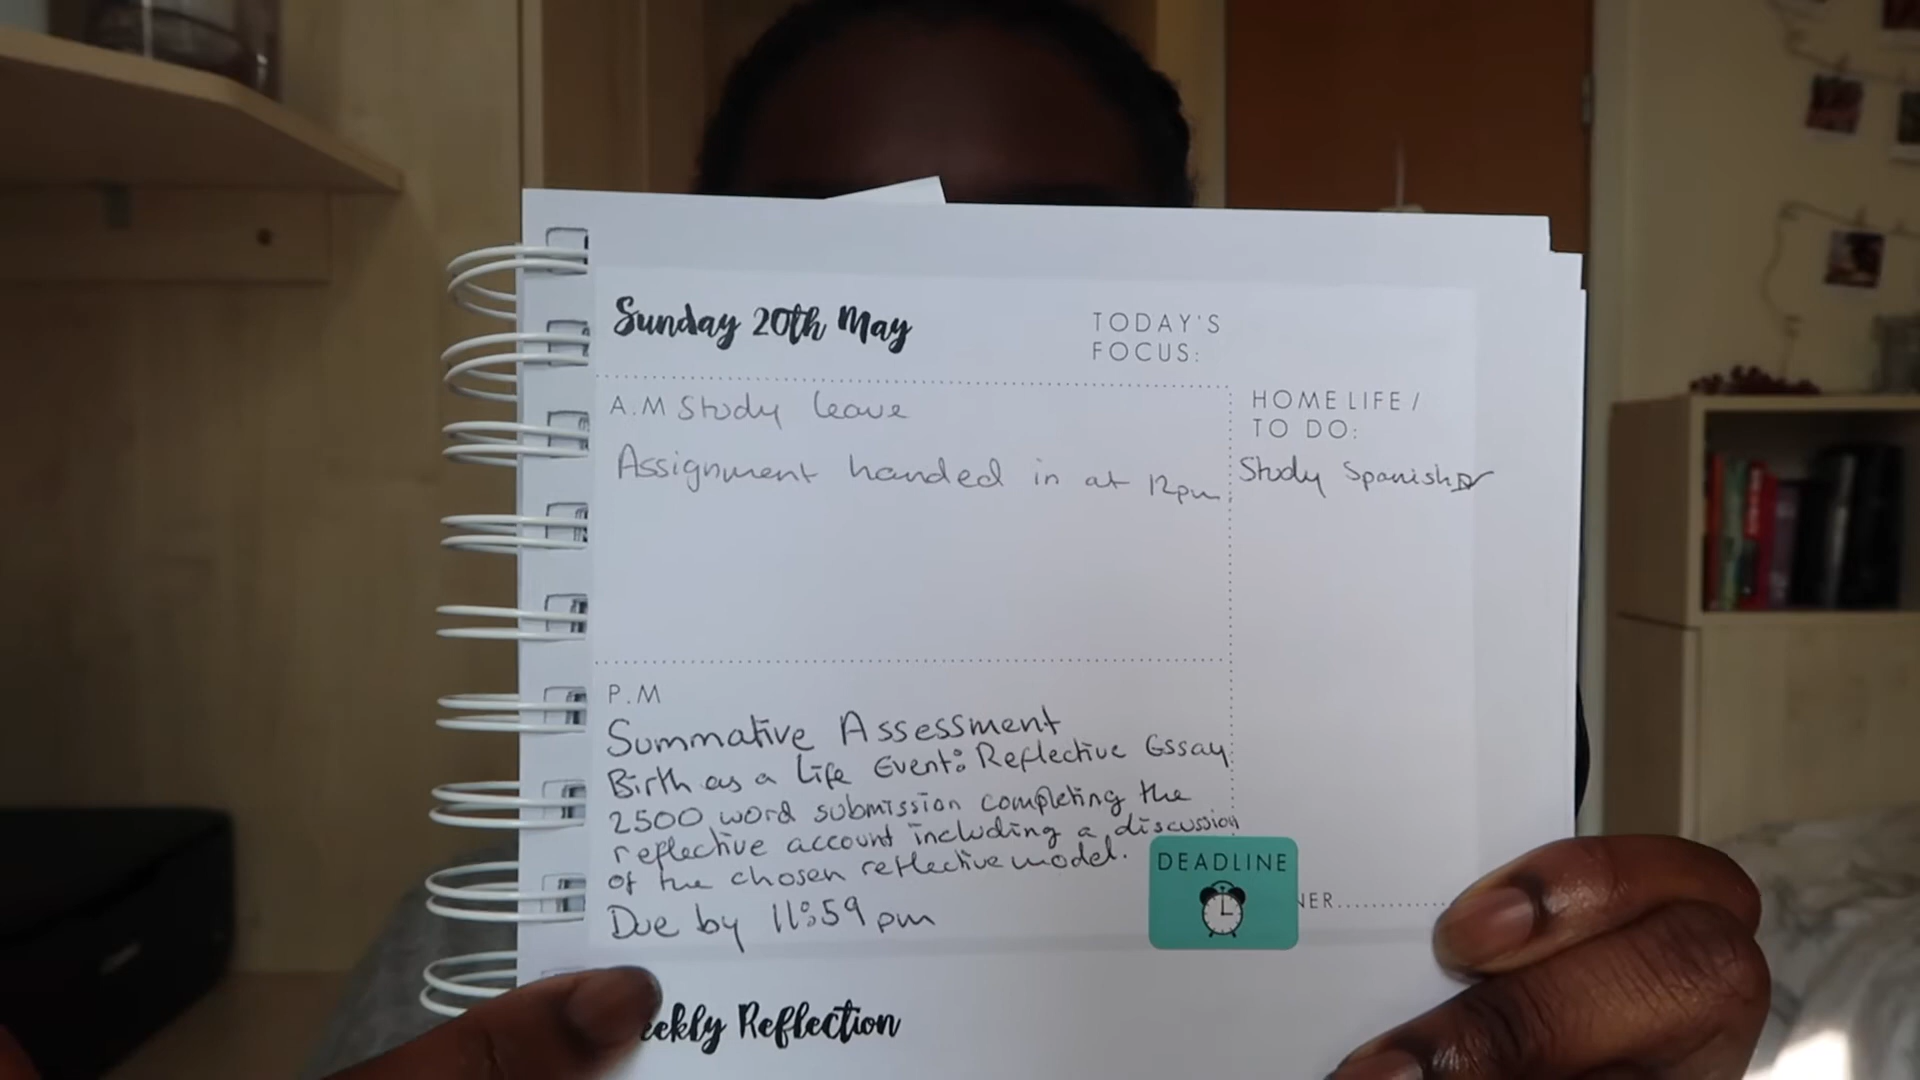 Sunday 20th May
TODAY'S
FOCUS:
A.M Study leave
Assignment handed in at 12pm
HOME LIFE /
TO DO:
Study Spanish
P.M
Summative Assessment
Birth as a Life Event: Reflective Essay
2500 word submission completing the
reflective account including a discussion
of the chosen reflective model.
Due by 11:59 pm
DEADLINE
NER
eekly Reflection